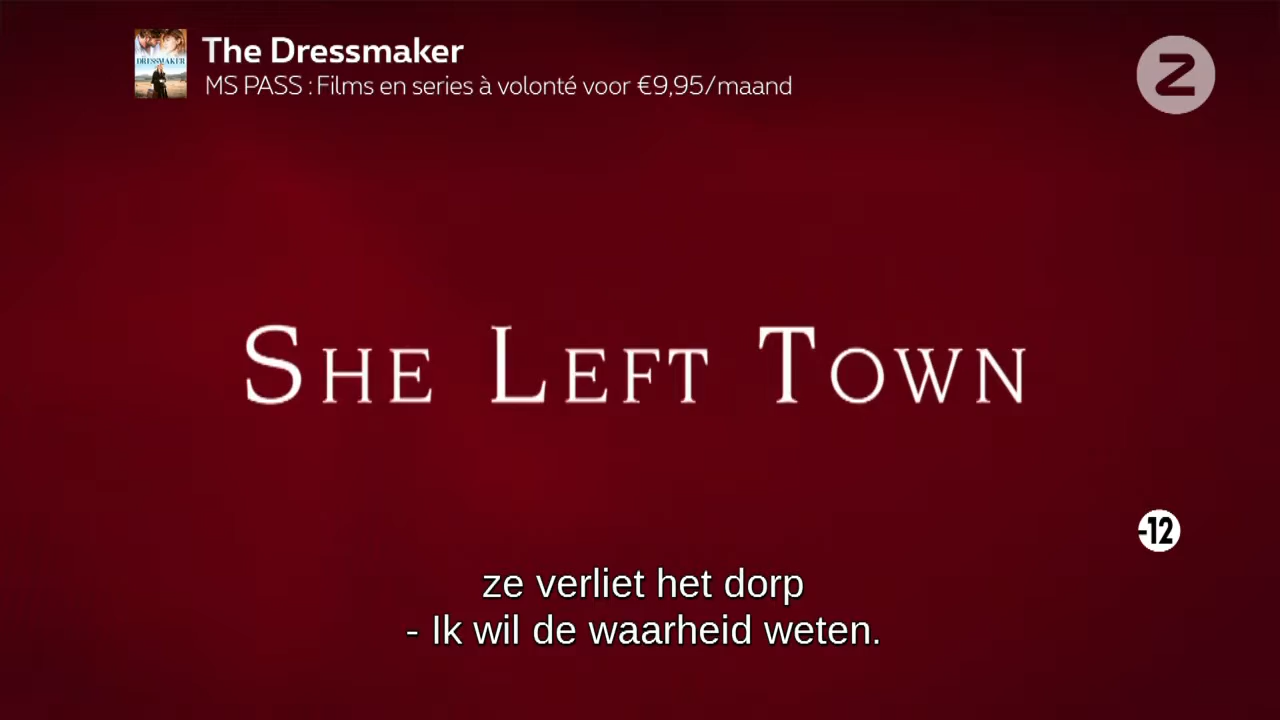 DRESSMAKER
The Dressmaker
MS PASS : Films en series à volonté voor €9,95/maand
Z
SHE LEFT TOWN
-12
ze verliet het dorp
- Ik wil de waarheid weten.